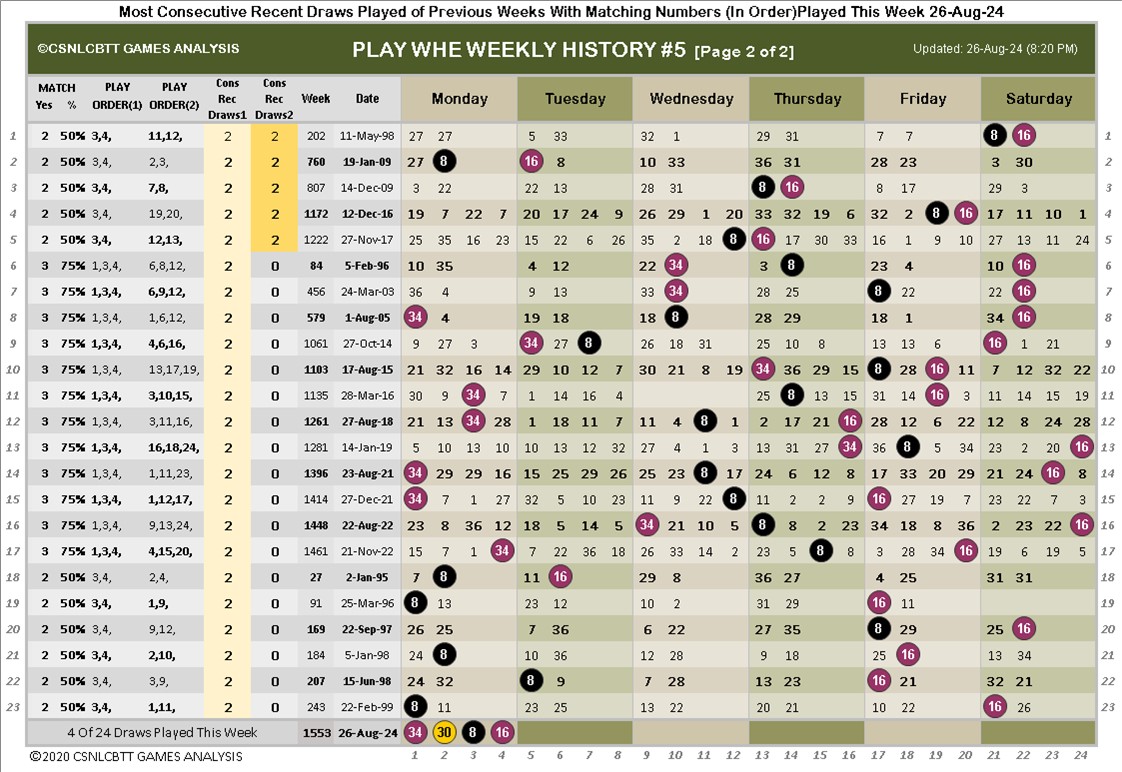 Most Consecutive Recent Draws Played of Previous Weeks With Matching Numbers (In Order)Played This Week 26-Aug-24
©CSNLCBTT GAMES ANALYSIS PLAY WHE WEEKLY HISTORY #5 [Page 2 of 2] Updated: 26-Aug-24 (8:20 PM)
MATCH Yes % PLAY ORDER(1) PLAY ORDER(2) Cons Rec Draws1 Cons Rec Draws2 Week Date Monday Tuesday Wednesday Thursday Friday Saturday
1 2 50% 3,4, 11,12, 2 2 202 11-May-98 27 27 5 33 32 1 29 31 7 7 8 22 1
2 2 50% 3,4, 2,3, 2 2 760 19-Jan-09 27 8 16 8 10 33 36 31 28 23 3 30 2
3 2 50% 3,4, 7,8, 2 2 807 14-Dec-09 3 22 22 13 28 31 8 16 8 17 29 3 3
4 2 50% 3,4, 19,20, 2 2 1172 12-Dec-16 19 7 22 7 20 17 24 9 26 29 1 20 33 32 19 6 32 2 8 16 17 11 10 1 4
5 2 50% 3,4, 12,13, 2 2 1222 27-Nov-17 25 35 16 23 15 22 6 26 35 2 18 8 16 17 30 33 16 1 9 10 27 13 11 24 5
6 3 75% 1,3,4, 6,8,12, 2 0 84 5-Feb-96 10 35 4 12 22 34 3 8 23 4 10 16 6
7 3 75% 1,3,4, 6,9,12, 2 0 456 24-Mar-03 36 4 9 13 33 34 28 25 8 22 22 16 7
8 3 75% 1,3,4, 1,6,12, 2 0 579 1-Aug-05 34 4 19 18 18 8 28 29 18 1 34 16 8
9 3 75% 1,3,4, 4,6,16, 2 0 1061 27-Oct-14 9 27 3 34 27 8 26 18 31 25 10 8 13 13 6 16 1 21 9
10 3 75% 1,3,4, 13,17,19, 2 0 1103 17-Aug-15 21 32 16 14 29 10 12 7 30 21 8 19 34 36 29 15 8 28 16 11 7 12 32 22 10
11 3 75% 1,3,4, 3,10,15, 2 0 1135 28-Mar-16 30 9 34 7 1 14 16 4 25 8 13 15 31 14 16 3 11 14 15 19 11
12 3 75% 1,3,4, 3,11,16, 2 0 1261 27-Aug-18 21 13 34 28 1 18 11 7 11 4 8 1 2 17 21 16 28 12 6 22 12 8 24 28 12
13 3 75% 1,3,4, 16,18,24, 2 0 1281 14-Jan-19 5 10 13 10 10 13 12 32 27 4 1 3 13 31 27 34 36 8 5 34 23 2 20 16 13
14 3 75% 1,3,4, 1,11,23, 2 0 1396 23-Aug-21 34 29 29 16 15 25 29 26 25 23 8 17 24 6 12 8 17 33 20 29 21 24 16 8 14
15 3 75% 1,3,4, 1,12,17, 2 0 1414 27-Dec-21 34 7 1 27 32 5 10 23 11 9 22 8 11 2 2 9 16 27 19 7 23 22 7 3 15
16 3 75% 1,3,4, 9,13,24, 2 0 1448 22-Aug-22 23 8 36 12 18 5 14 5 34 21 10 5 8 8 2 23 34 18 8 36 2 23 22 16 16
17 3 75% 1,3,4, 4,15,20, 2 0 1461 21-Nov-22 15 7 1 34 7 22 36 18 26 33 14 2 23 5 8 8 3 28 34 16 19 6 19 5 17
18 2 50% 3,4, 2,4, 2 0 27 2-Jan-95 7 8 11 16 29 8 36 27 4 25 31 31 18
19 2 50% 3,4, 1,9, 2 0 91 25-Mar-96 8 13 23 12 10 2 31 29 16 11 19
20 2 50% 3,4, 9,12, 2 0 169 22-Sep-97 26 25 7 36 6 22 27 35 8 29 25 16 20
21 2 50% 3,4, 2,10, 2 0 184 5-Jan-98 24 8 10 36 12 28 9 18 25 16 13 34 21
22 2 50% 3,4, 3,9, 2 0 207 15-Jun-98 24 32 8 9 7 28 13 23 16 21 32 21 22
23 2 50% 3,4, 1,11, 2 0 243 22-Feb-99 8 11 23 25 13 22 20 21 10 22 16 26 23
4 Of 24 Draws Played This Week 1553 26-Aug-24 34 30 8 16
©2020 CSNLCBTT GAMES ANALYSIS 1 2 3 4 5 6 7 8 9 10 11 12 13 14 15 16 17 18 19 20 21 22 23 24